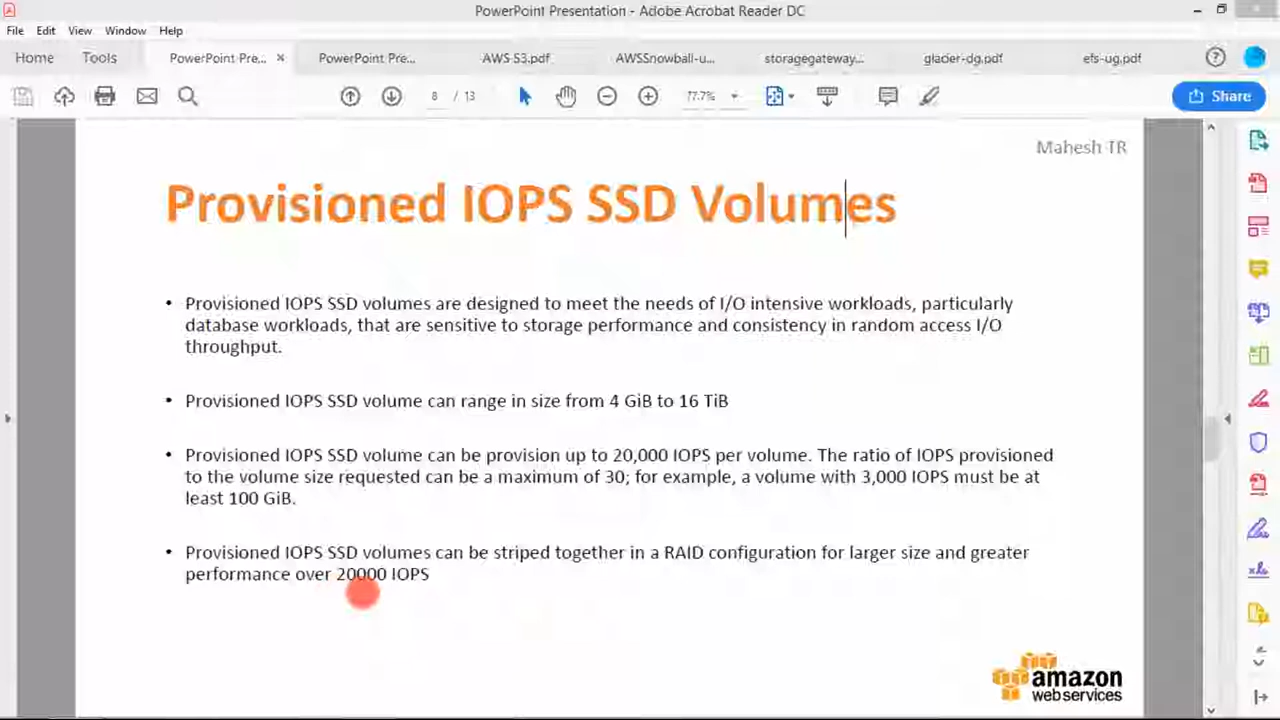 PowerPoint Presentation - Adobe Acrobat Reader DC
File Edit View Window Help
Home Tools PowerPoint Pre... × PowerPoint Pre... AWS S3.pdf AWSSnowball-u... storagegateway... glacier-dg.pdf efs-ug.pdf
8 / 13 77.7% Share
Mahesh TR
Provisioned IOPS SSD Volumes
• Provisioned IOPS SSD volumes are designed to meet the needs of I/O intensive workloads, particularly
database workloads, that are sensitive to storage performance and consistency in random access I/O
throughput.
• Provisioned IOPS SSD volume can range in size from 4 GiB to 16 TiB
• Provisioned IOPS SSD volume can be provision up to 20,000 IOPS per volume. The ratio of IOPS provisioned
to the volume size requested can be a maximum of 30; for example, a volume with 3,000 IOPS must be at
least 100 GiB.
• Provisioned IOPS SSD volumes can be striped together in a RAID configuration for larger size and greater
performance over 20000 IOPS
amazon
web services